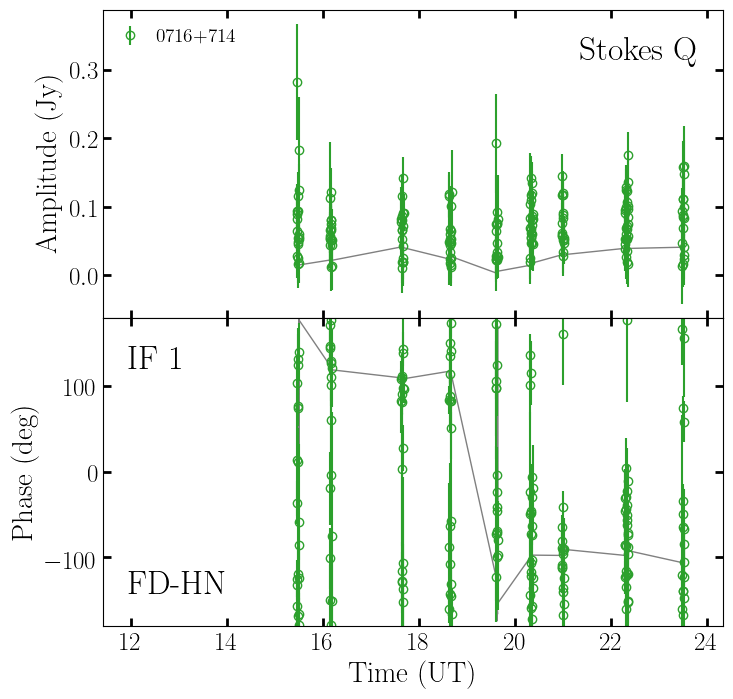 0716+714
Stokes Q
Amplitude (Jy)
0.3
0.2
0.1
0.0
IF 1
FD-HN
Phase (deg)
100
0
−100
12 14 16 18 20 22 24
Time (UT)